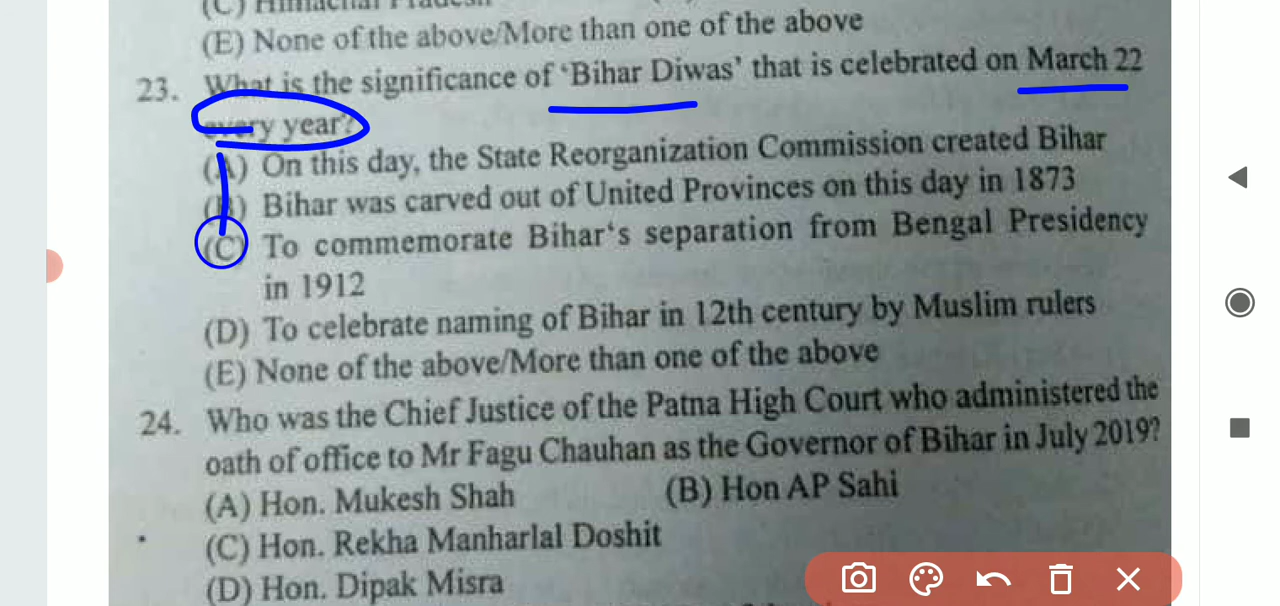 (C) Himachal Pradesh
(E) None of the above/More than one of the above
23. What is the significance of ‘Bihar Diwas’ that is celebrated on March 22
every year?
(A) On this day, the State Reorganization Commission created Bihar
(B) Bihar was carved out of United Provinces on this day in 1873
(C) To commemorate Bihar‘s separation from Bengal Presidency
in 1912
(D) To celebrate naming of Bihar in 12th century by Muslim rulers
(E) None of the above/More than one of the above
24. Who was the Chief Justice of the Patna High Court who administered the
oath of office to Mr Fagu Chauhan as the Governor of Bihar in July 2019?
(A) Hon. Mukesh Shah (B) Hon AP Sahi
(C) Hon. Rekha Manharlal Doshit
(D) Hon. Dipak Misra